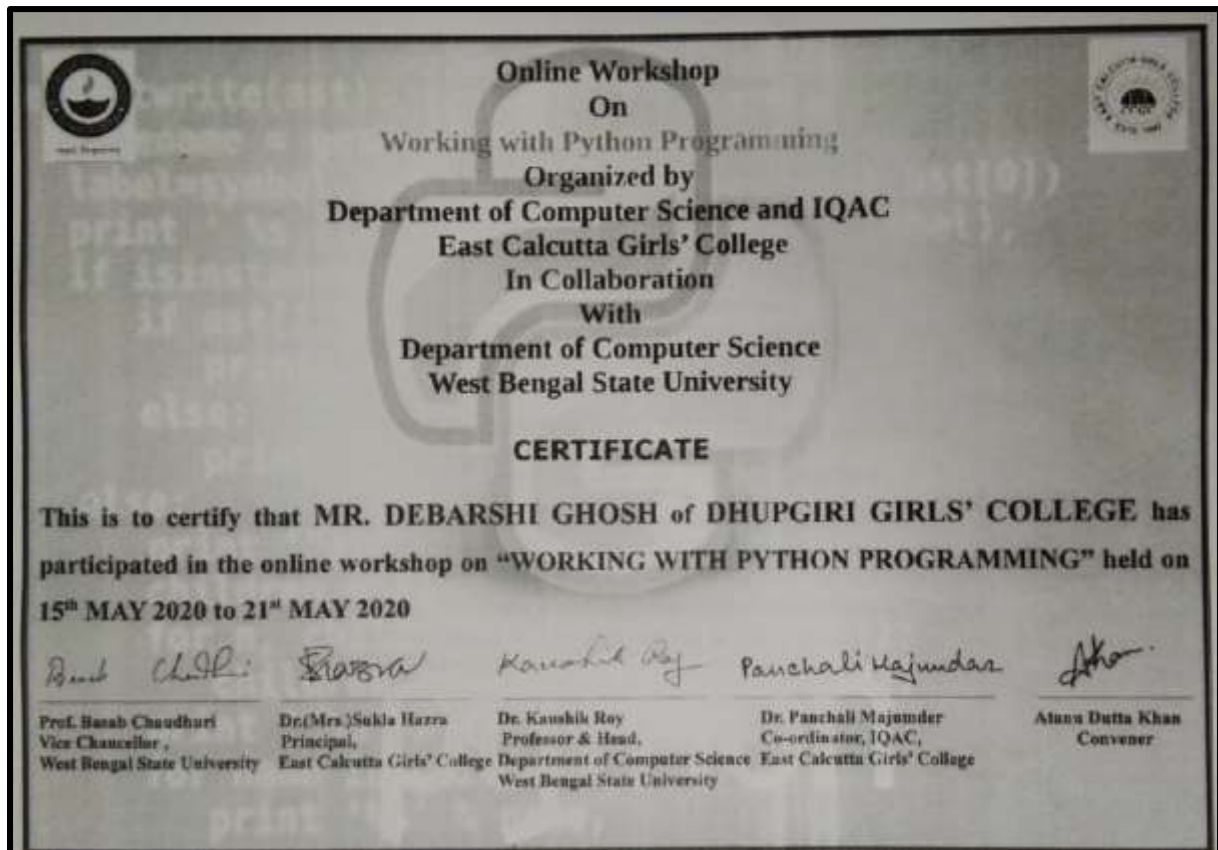 Online Workshop
On
Working with Python Programming
Organized by
Department of Computer Science and IQAC
East Calcutta Girls' College
In Collaboration
With
Department of Computer Science
West Bengal State University
CERTIFICATE
This is to certify that MR. DEBARSHI GHOSH of DHUPGIRI GIRLS' COLLEGE has
participated in the online workshop on "WORKING WITH PYTHON PROGRAMMING" held on
15th MAY 2020 to 21st MAY 2020
Kaushik Roy Panchali Majumdar
Prof. Basab Chaudhuri
Vice Chancellor ,
West Bengal State University
Dr.(Mrs.)Sukla Hazra
Principal,
East Calcutta Girls' College
Dr. Kaushik Roy
Professor & Head,
Department of Computer Science
West Bengal State University
Dr. Panchali Majumder
Co-ordinator, IQAC,
East Calcutta Girls' College
Atanu Dutta Khan
Convener